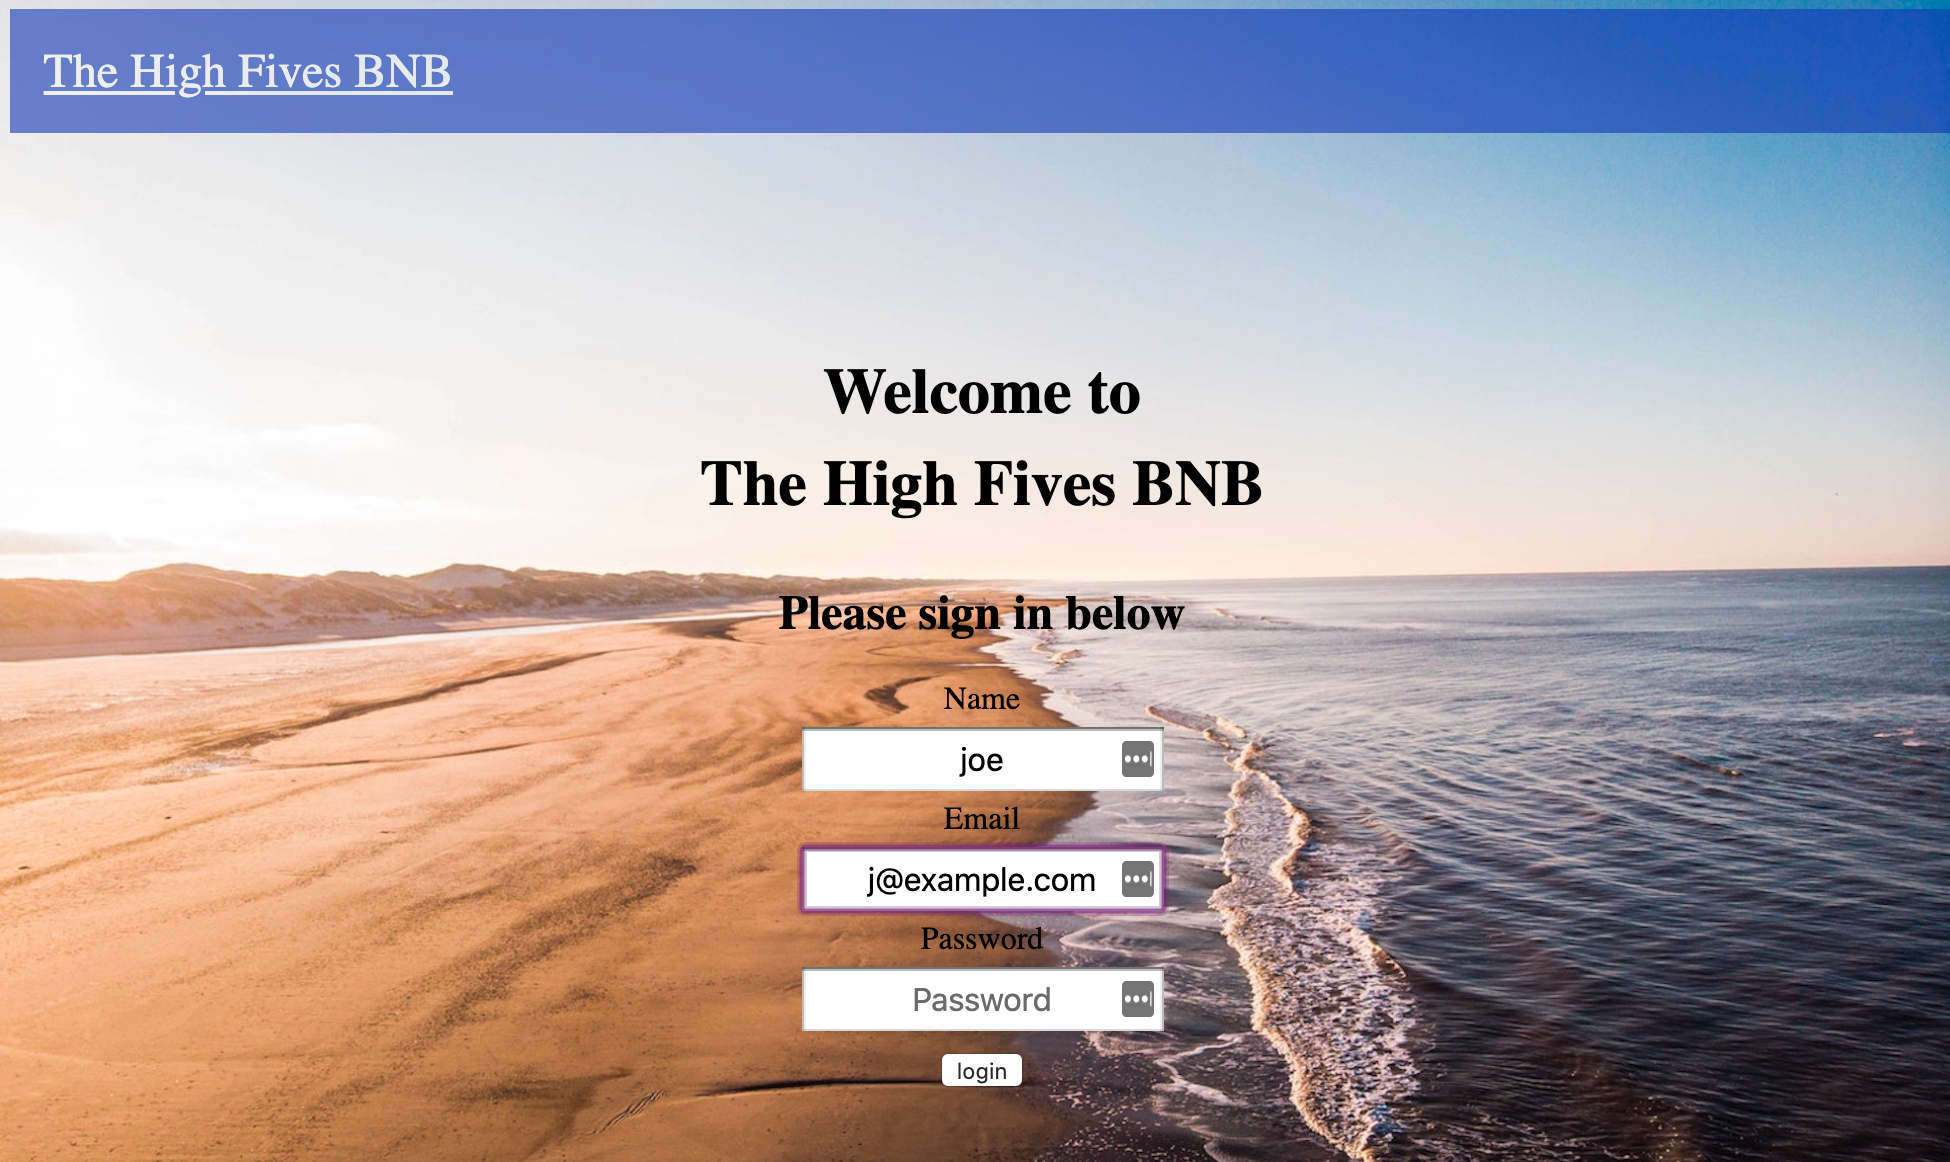 The High Fives BNB
Welcome to
The High Fives BNB
Please sign in below
Name
joe
Email
j@example.com
Password
Password
login